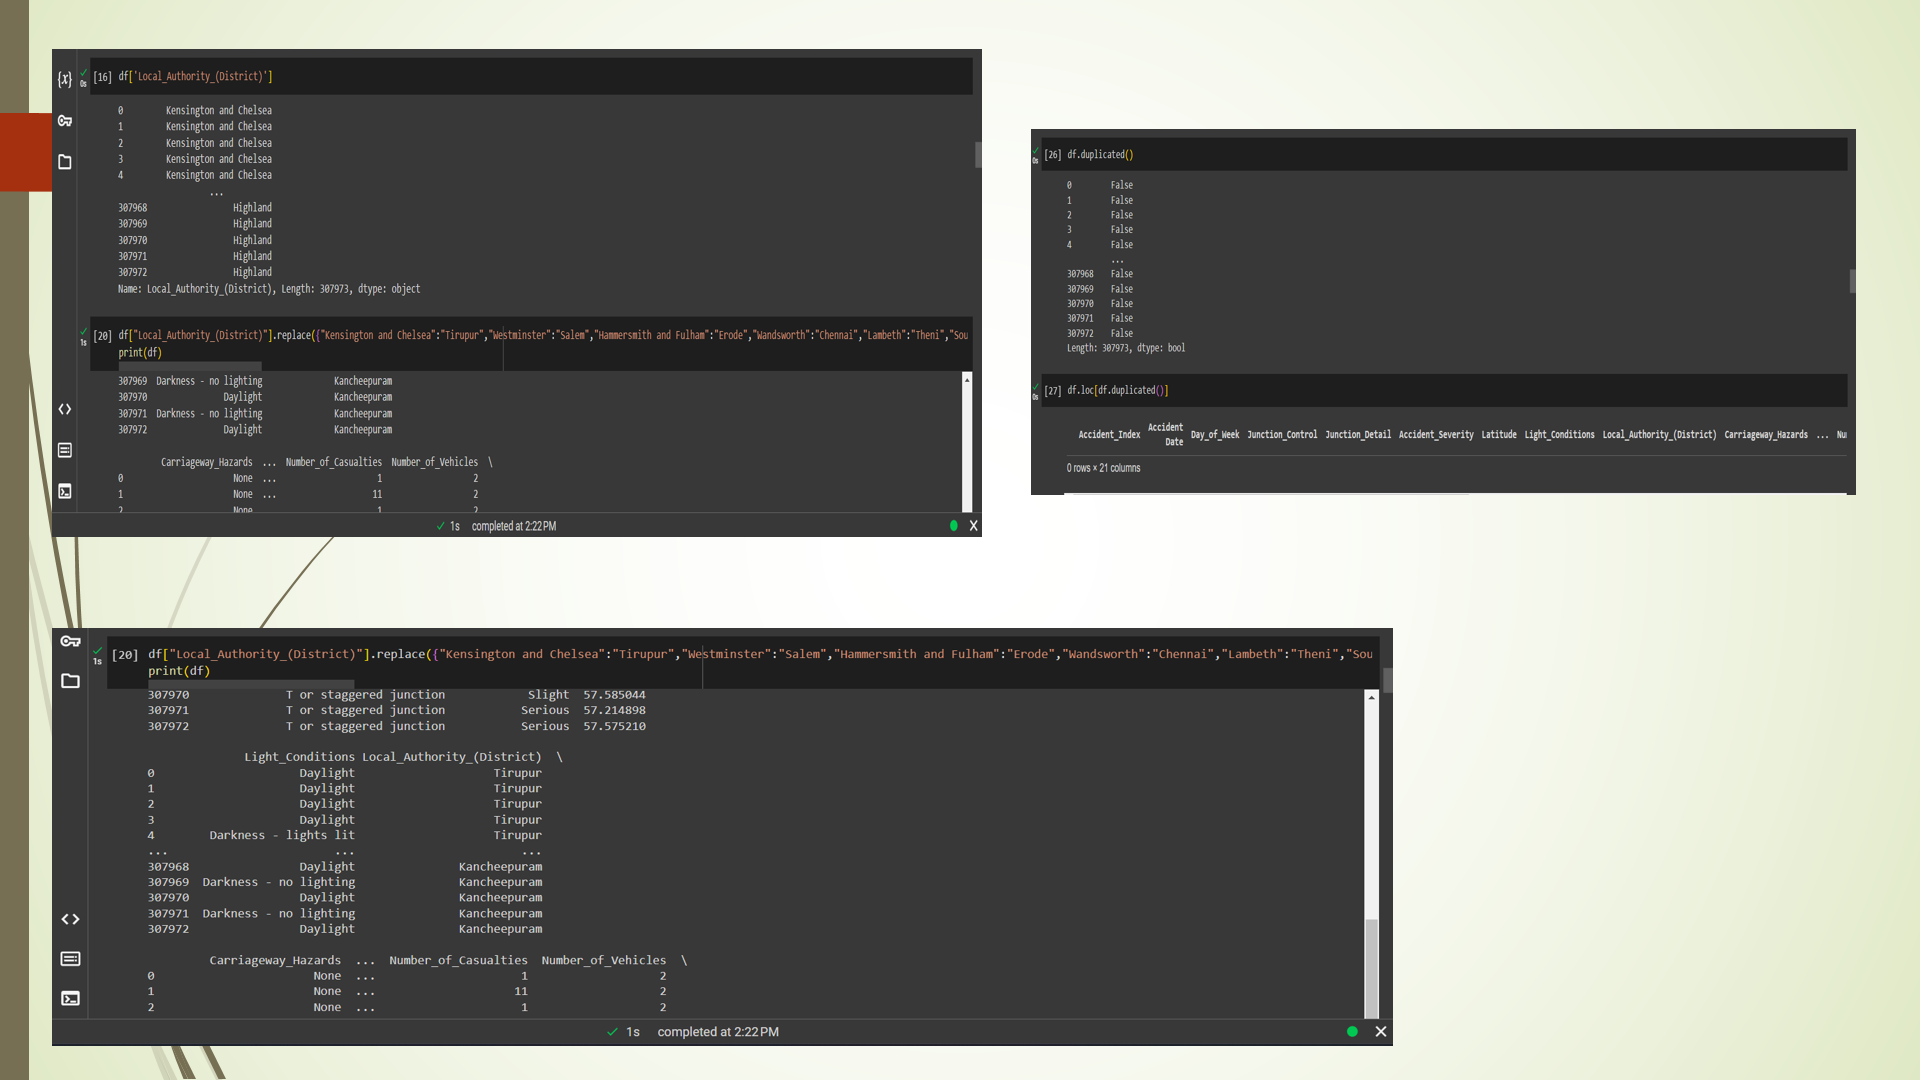 [16] df['Local_Authority_(District)']
0 Kensington and Chelsea
1 Kensington and Chelsea
2 Kensington and Chelsea
3 Kensington and Chelsea
4 Kensington and Chelsea
...
307968 Highland
307969 Highland
307970 Highland
307971 Highland
307972 Highland
Name: Local_Authority_(District), Length: 307973, dtype: object
[20] df["Local_Authority_(District)"].replace({"Kensington and Chelsea":"Tirupur","Westminster":"Salem","Hammersmith and Fulham":"Erode","Wandsworth":"Chennai","Lambeth":"Theni","Sou
print(df)
307969 Darkness - no lighting Kancheepuram
307970 Daylight Kancheepuram
307971 Darkness - no lighting Kancheepuram
307972 Daylight Kancheepuram
Carriageway_Hazards ... Number_of_Casualties Number_of_Vehicles \
0 None ... 1 2
1 None ... 11 2
2 None ... 1 2
1s completed at 2:22 PM
[26] df.duplicated()
0 False
1 False
2 False
3 False
4 False
...
307968 False
307969 False
307970 False
307971 False
307972 False
Length: 307973, dtype: bool
[27] df.loc[df.duplicated()]
Accident_Index Accident Date Day_of_Week Junction_Control Junction_Detail Accident_Severity Latitude Light_Conditions Local_Authority_(District) Carriageway_Hazards ... Nu
0 rows × 21 columns
[20] df["Local_Authority_(District)"].replace({"Kensington and Chelsea":"Tirupur","Westminster":"Salem","Hammersmith and Fulham":"Erode","Wandsworth":"Chennai","Lambeth":"Theni","Sou
print(df)
307970 T or staggered junction Slight 57.585044
307971 T or staggered junction Serious 57.214898
307972 T or staggered junction Serious 57.575210
Light_Conditions Local_Authority_(District) \
0 Daylight Tirupur
1 Daylight Tirupur
2 Daylight Tirupur
3 Daylight Tirupur
4 Darkness - lights lit Tirupur
... ... ...
307968 Daylight Kancheepuram
307969 Darkness - no lighting Kancheepuram
307970 Daylight Kancheepuram
307971 Darkness - no lighting Kancheepuram
307972 Daylight Kancheepuram
Carriageway_Hazards ... Number_of_Casualties Number_of_Vehicles \
0 None ... 1 2
1 None ... 11 2
2 None ... 1 2
1s completed at 2:22 PM